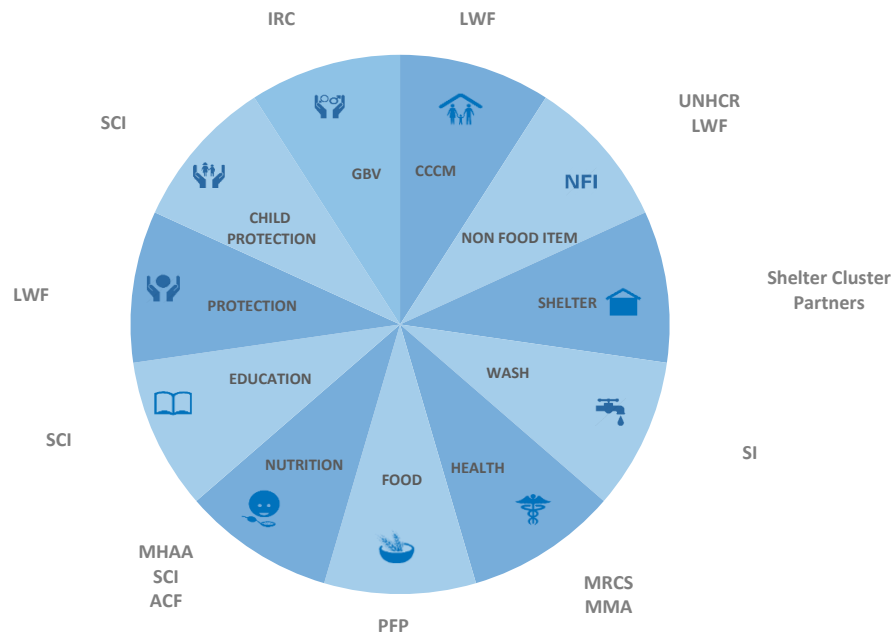 IRC
LWF
SCI
UNHCR
LWF
GBV
CCCM
NFI
CHILD
PROTECTION
NON FOOD ITEM
LWF
PROTECTION
SHELTER
Shelter Cluster
Partners
EDUCATION
WASH
SCI
SI
NUTRITION
FOOD
HEALTH
MHAA
SCI
ACF
MRCS
MMA
PFP